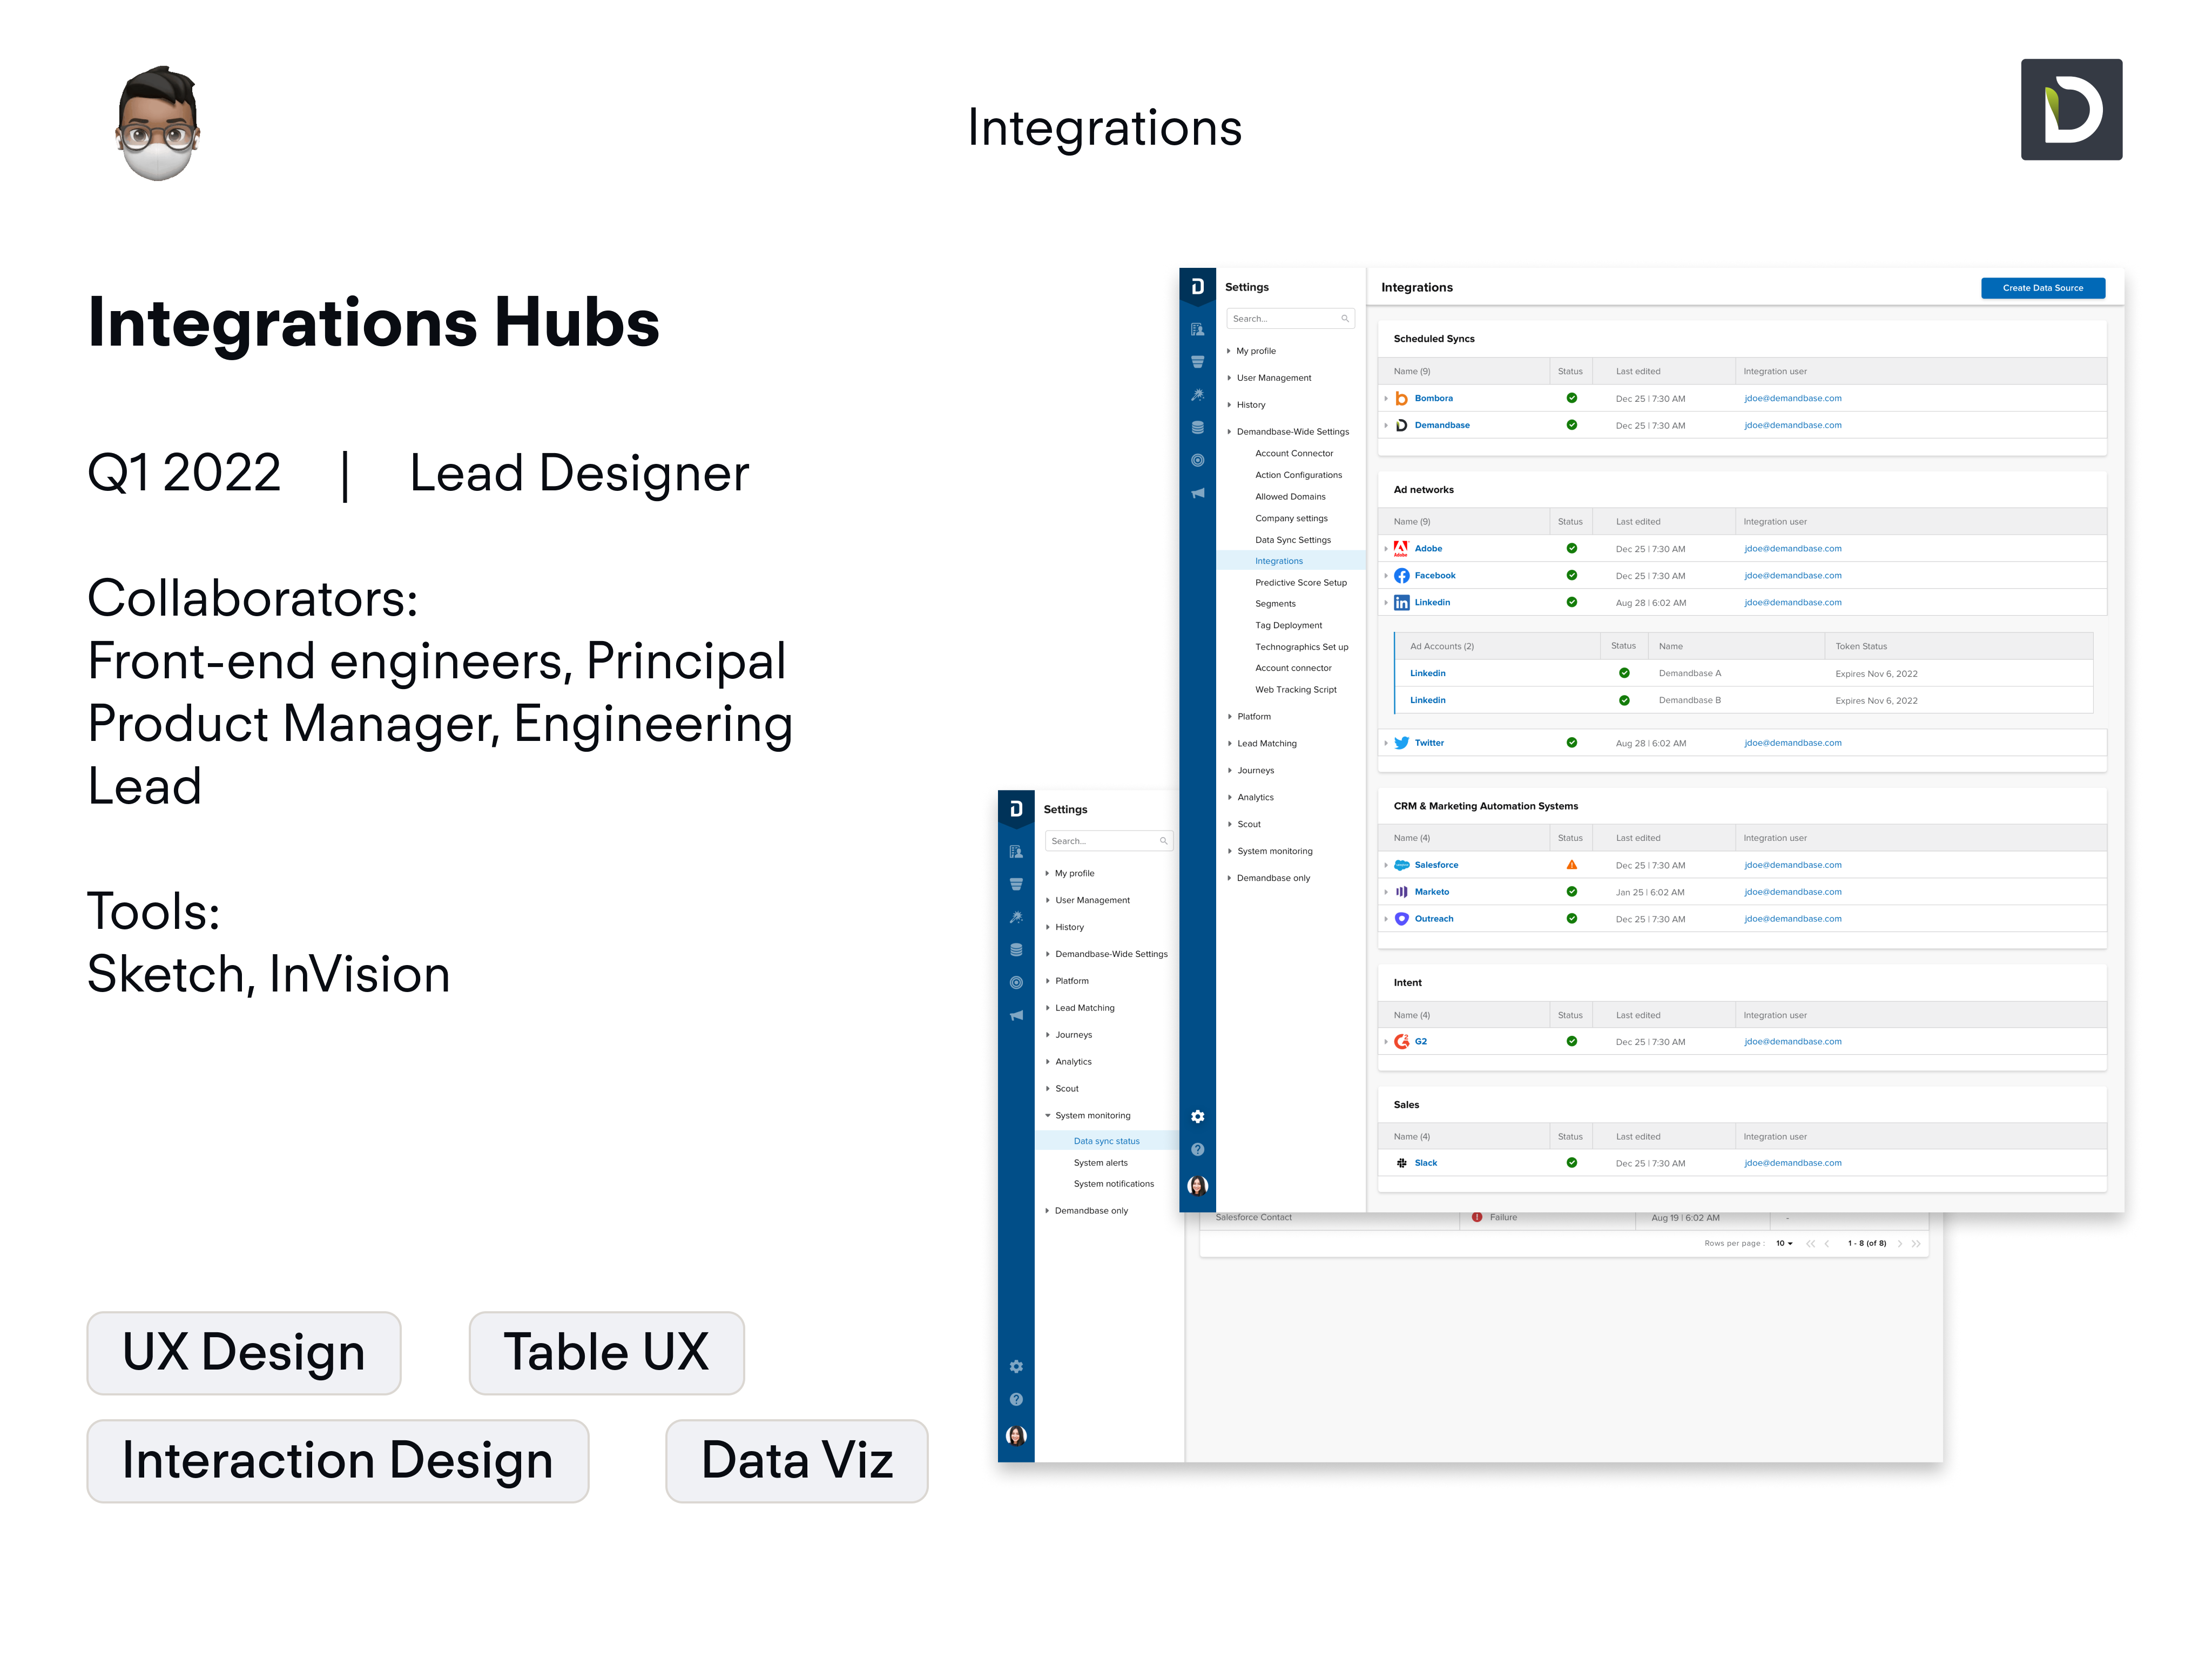 Integrations
Integrations Hubs
Q1 2022 | Lead Designer
Collaborators:
Front-end engineers, Principal
Product Manager, Engineering
Lead
Tools:
Sketch, InVision
UX Design
Table UX
Interaction Design
Data Viz
Settings
Search...
My profile
User Management
History
Demandbase-Wide Settings
Account Connector
Action Configurations
Allowed Domains
Company settings
Data Sync Settings
Integrations
Predictive Score Setup
Segments
Tag Deployment
Technographics Set up
Account connector
Web Tracking Script
Platform
Lead Matching
Journeys
Analytics
Scout
System monitoring
Demandbase only
Integrations
Create Data Source
Scheduled Syncs
Name (9) Status Last edited Integration user
Bombora Dec 25 | 7:30 AM jdoe@demandbase.com
Demandbase Dec 25 | 7:30 AM jdoe@demandbase.com
Ad networks
Name (9) Status Last edited Integration user
Adobe Dec 25 | 7:30 AM jdoe@demandbase.com
Facebook Dec 25 | 7:30 AM jdoe@demandbase.com
Linkedin Aug 28 | 6:02 AM jdoe@demandbase.com
Ad Accounts (2) Status Name Token Status
Linkedin Demandbase A Expires Nov 6, 2022
Linkedin Demandbase B Expires Nov 6, 2022
Twitter Aug 28 | 6:02 AM jdoe@demandbase.com
CRM & Marketing Automation Systems
Name (4) Status Last edited Integration user
Salesforce Dec 25 | 7:30 AM jdoe@demandbase.com
Marketo Jan 25 | 6:02 AM jdoe@demandbase.com
Outreach Dec 25 | 7:30 AM jdoe@demandbase.com
Intent
Name (4) Status Last edited Integration user
G2 Dec 25 | 7:30 AM jdoe@demandbase.com
Sales
Name (4) Status Last edited Integration user
Slack Dec 25 | 7:30 AM jdoe@demandbase.com
Settings
Search...
My profile
User Management
History
Demandbase-Wide Settings
Platform
Lead Matching
Journeys
Analytics
Scout
System monitoring
Data sync status
System alerts
System notifications
Demandbase only
Salesforce Contact Failure Aug 19 | 6:02 AM -
Rows per page : 10 1 - 8 (of 8)